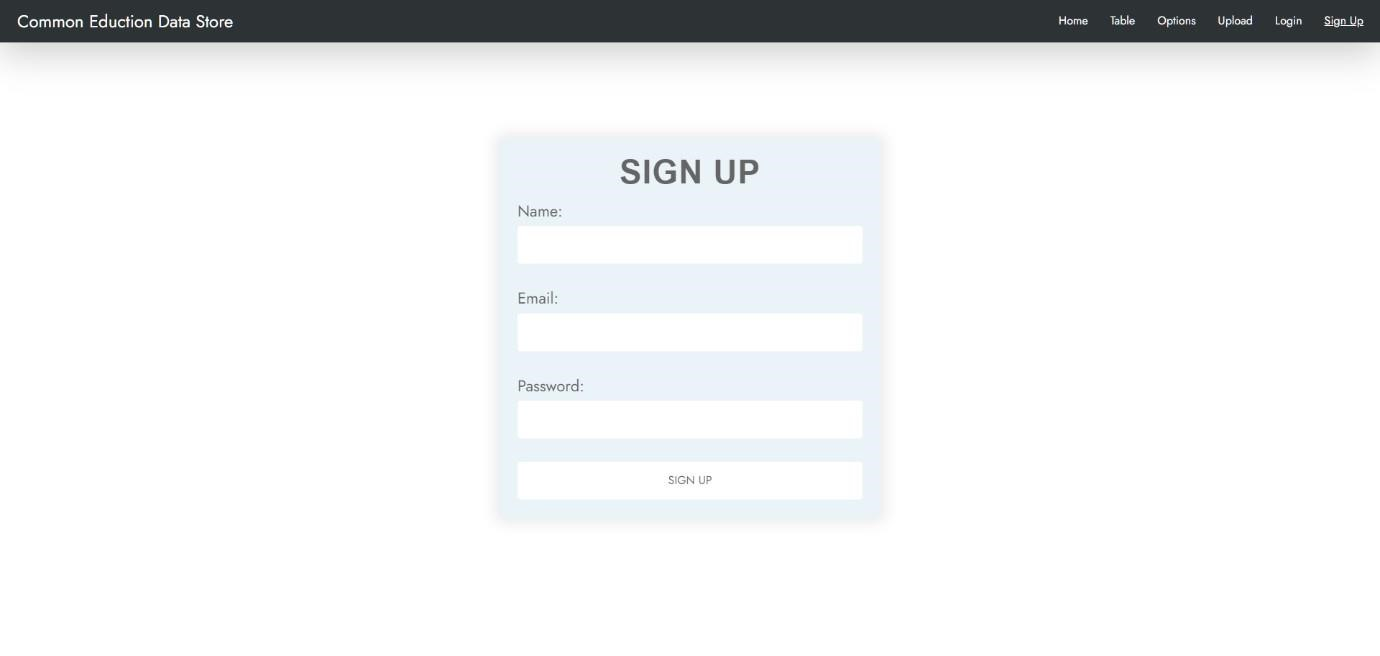 Common Eduction Data Store
Home Table Options Upload Login Sign Up
SIGN UP
Name:
Email:
Password:
SIGN UP